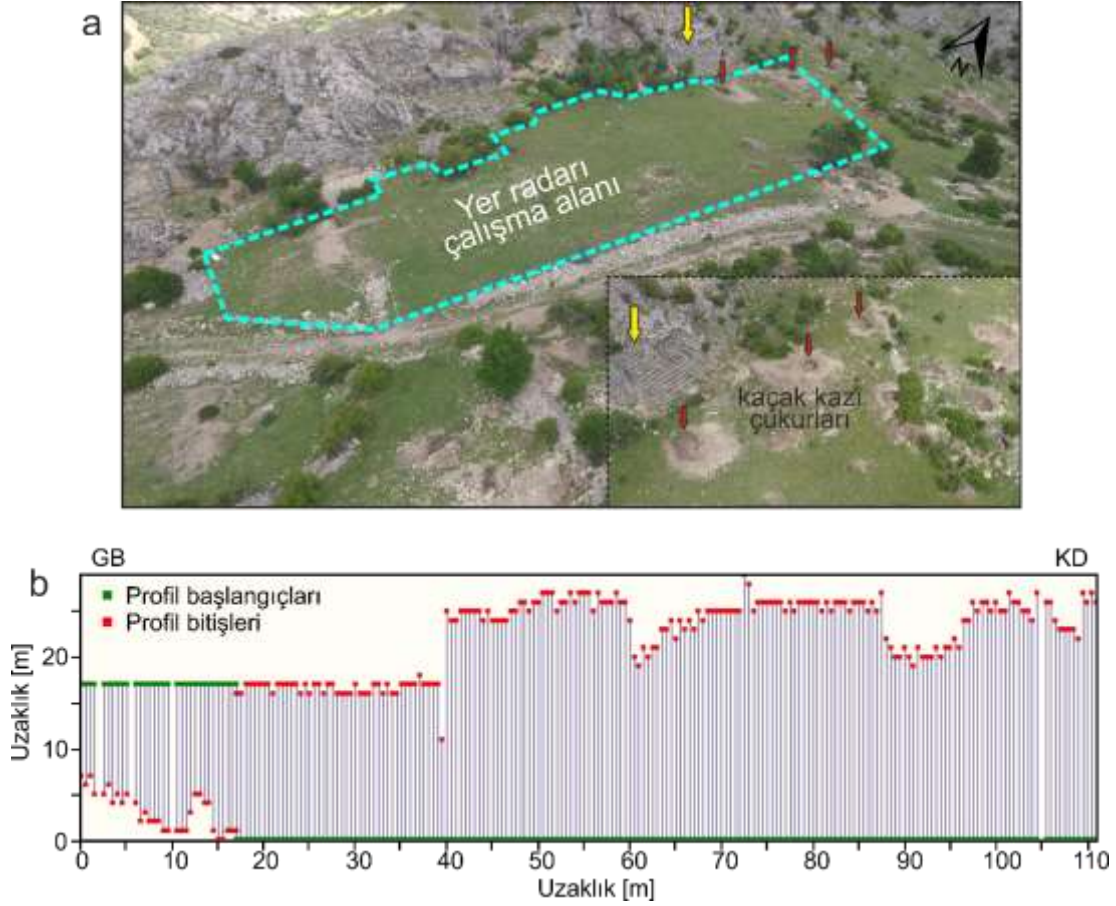 a
N
Yer radarı
çalışma alanı
kaçak kazı
çukurları
b
GB
KD
Profil başlangıçları
Profil bitişleri
Uzaklık [m]
20
10
0
0
10
20
30
40
50
60
70
80
90
100
110
Uzaklık [m]